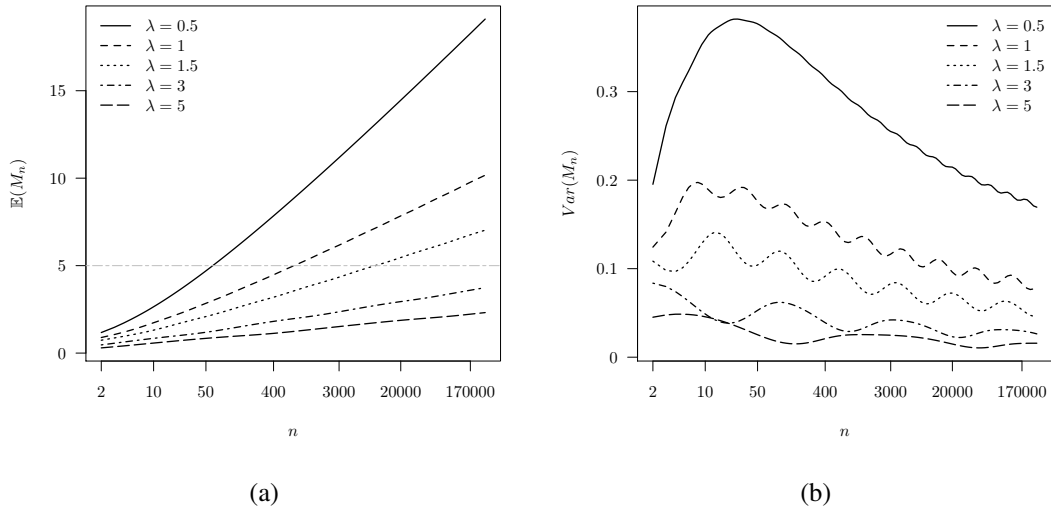 λ = 0.5
λ = 1
λ = 1.5
λ = 3
λ = 5
15
10
5
0
𝔼(Mₙ)
2 10 50 400 3000 20000 170000
n
(a)
λ = 0.5
λ = 1
λ = 1.5
λ = 3
λ = 5
0.3
0.2
0.1
0
Var(Mₙ)
2 10 50 400 3000 20000 170000
n
(b)